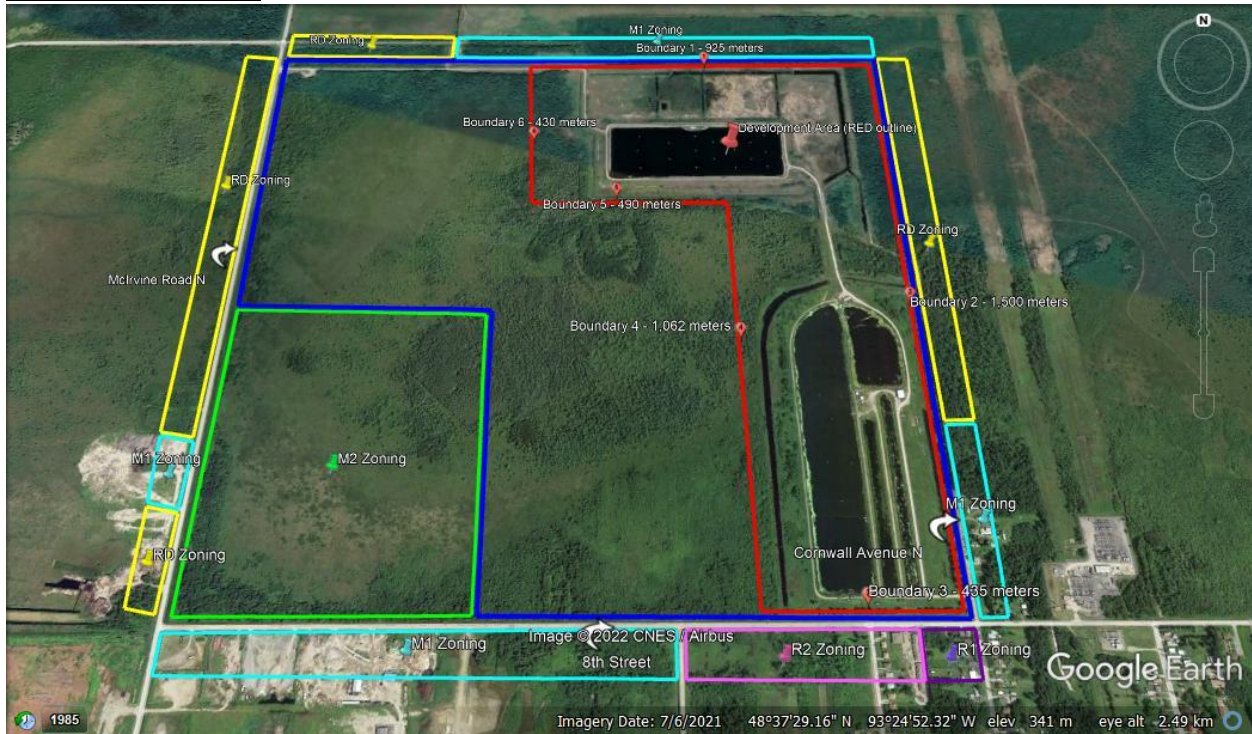 N
M1 Zoning
RD Zoning
Boundary 1 - 925 meters
Boundary 6 - 430 meters
Development Area (RED outline)
RD Zoning
Boundary 5 - 490 meters
RD Zoning
McIrvine Road N
Boundary 2 - 1,500 meters
Boundary 4 - 1,062 meters
M1 Zoning
M2 Zoning
M1 Zoning
RD Zoning
Cornwall Avenue N
Boundary 3 - 435 meters
Image © 2022 CNES / Airbus
M1 Zoning
8th Street
R2 Zoning
R1 Zoning
Google Earth
1985
Imagery Date: 7/6/2021 48°37'29.16" N 93°24'52.32" W elev 341 m eye alt 2.49 km